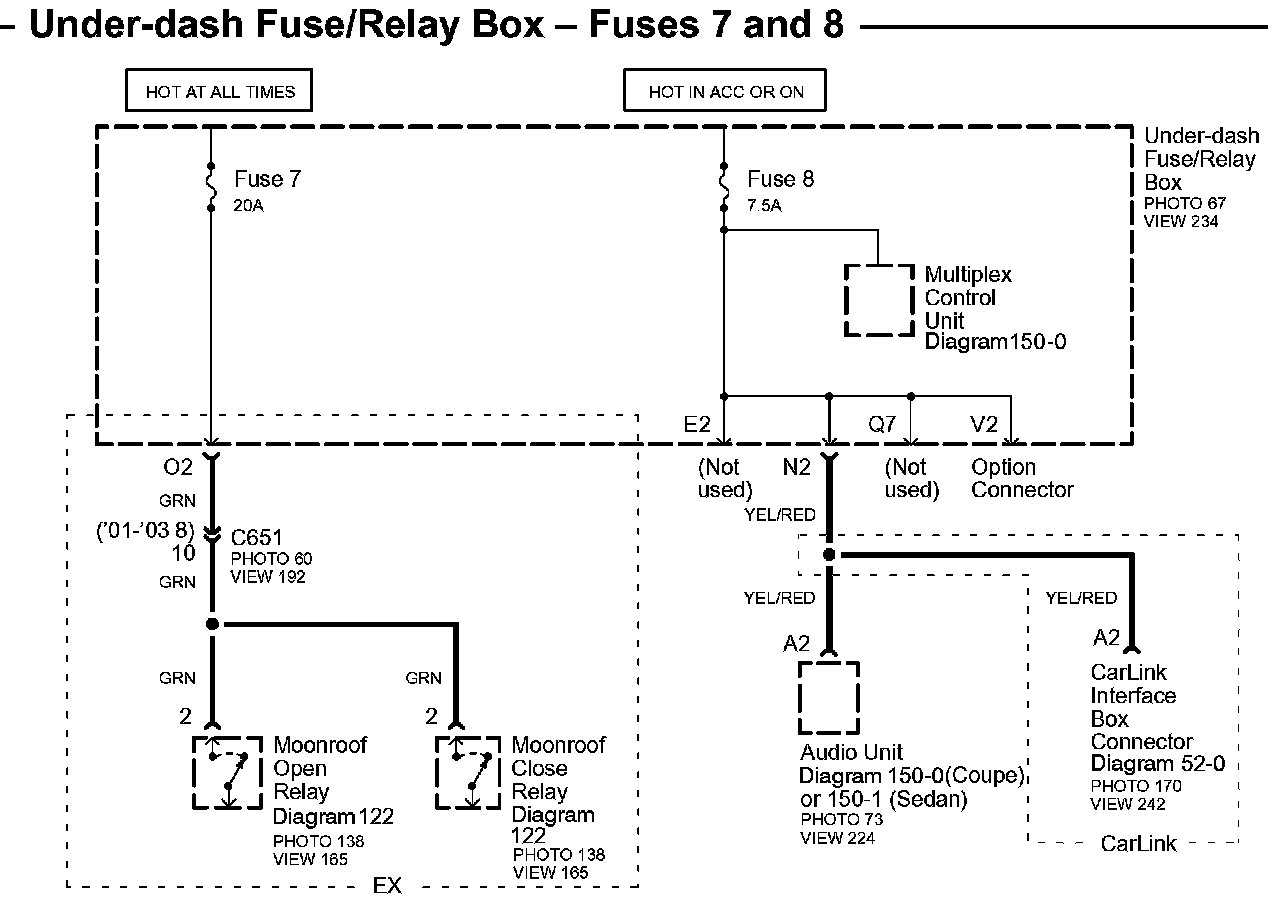 Under-dash Fuse/Relay Box – Fuses 7 and 8
HOT AT ALL TIMES
HOT IN ACC OR ON
Under-dash
Fuse/Relay
Box
PHOTO 67
VIEW 234
Fuse 7
20A
Fuse 8
7.5A
Multiplex
Control
Unit
Diagram150-0
E2
Q7
V2
O2
(Not
used)
N2
(Not
used)
Option
Connector
GRN
YEL/RED
('01-'03 8)
10
C651
PHOTO 60
VIEW 192
GRN
YEL/RED
YEL/RED
A2
A2
GRN
GRN
2
2
CarLink
Interface
Box
Connector
Diagram 52-0
PHOTO 170
VIEW 242
Moonroof
Open
Relay
Diagram122
PHOTO 138
VIEW 165
Moonroof
Close
Relay
Diagram
122
PHOTO 138
VIEW 165
Audio Unit
Diagram 150-0(Coupe)
or 150-1 (Sedan)
PHOTO 73
VIEW 224
CarLink
EX